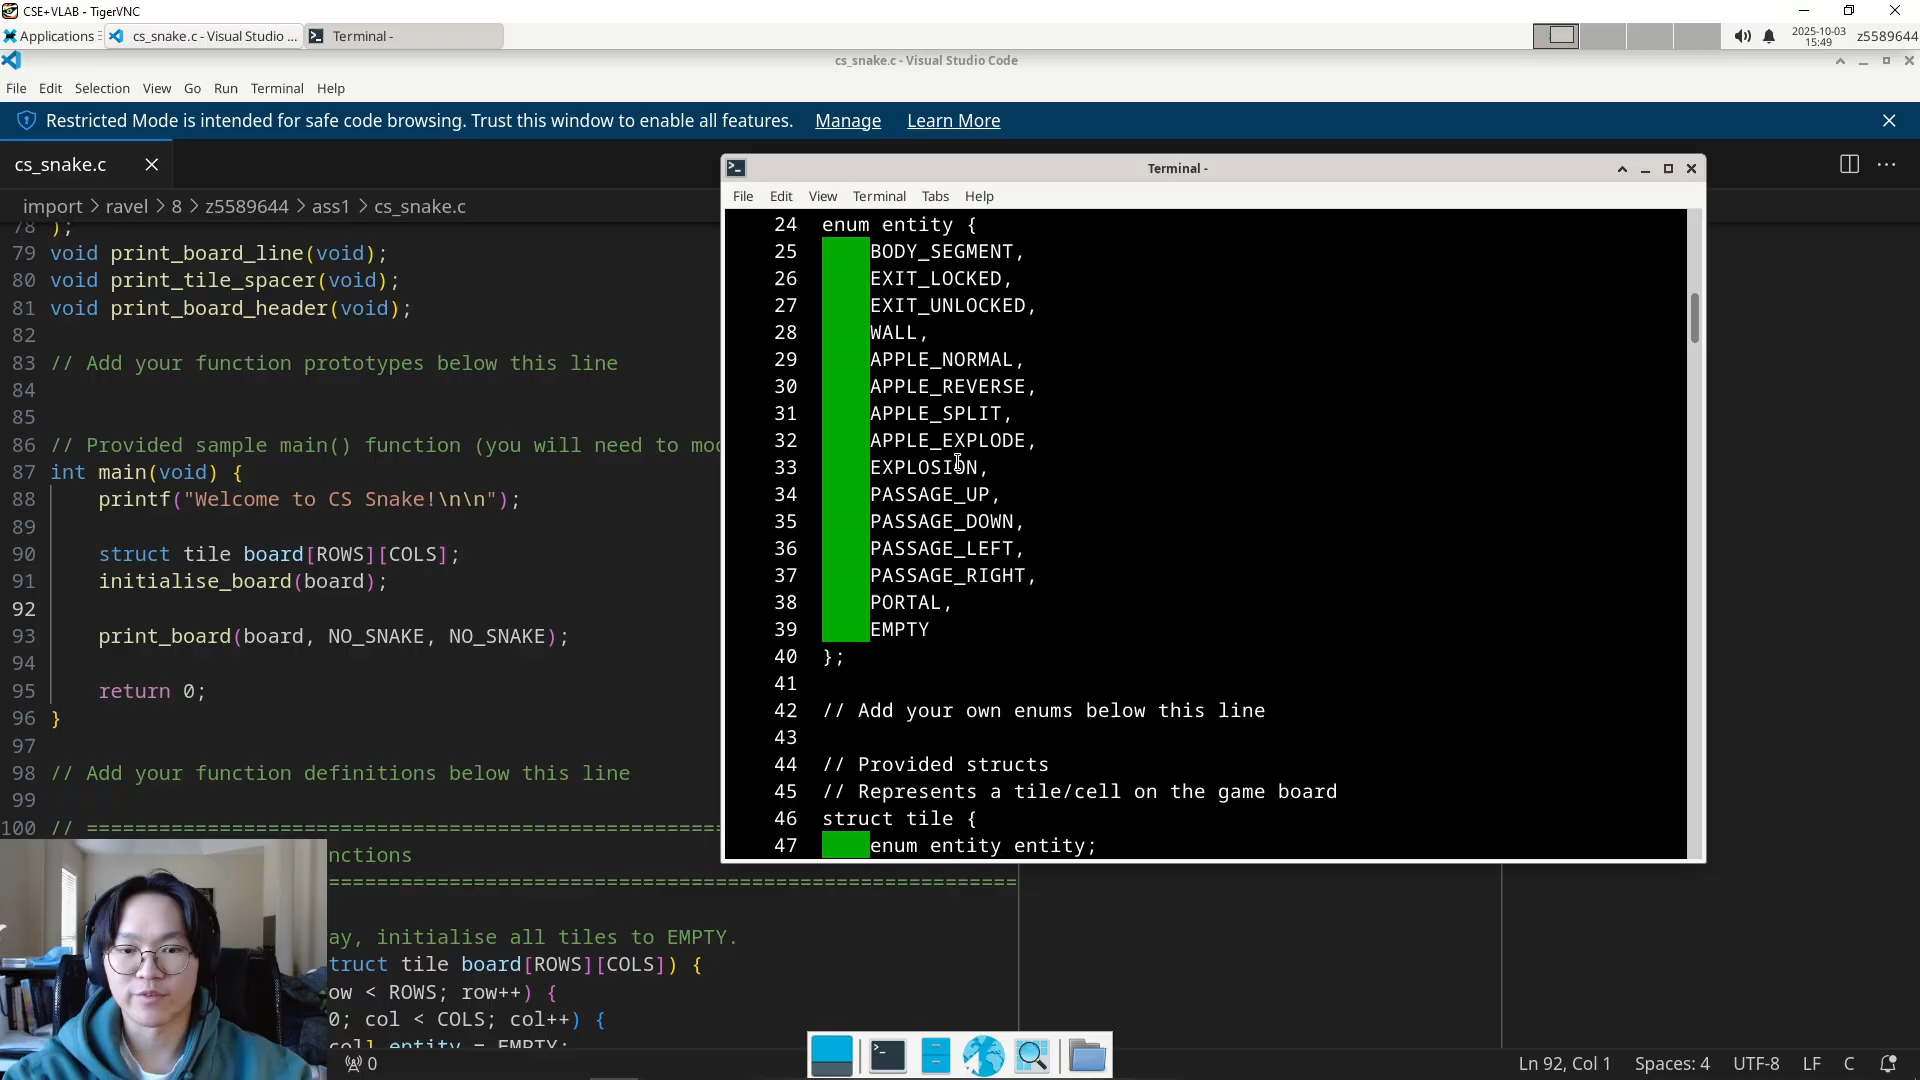 CSE+VLAB - TigerVNC
Applications
cs_snake.c - Visual Studio ...
Terminal -
2025-10-03
15:49
z5589644
cs_snake.c - Visual Studio Code
File Edit Selection View Go Run Terminal Help
Restricted Mode is intended for safe code browsing. Trust this window to enable all features. Manage Learn More
cs_snake.c
import > ravel > 8 > z5589644 > ass1 > cs_snake.c
78 );
79 void print_board_line(void);
80 void print_tile_spacer(void);
81 void print_board_header(void);
82
83 // Add your function prototypes below this line
84
85
86 // Provided sample main() function (you will need to mo
87 int main(void) {
88     printf("Welcome to CS Snake!\n\n");
89
90     struct tile board[ROWS][COLS];
91     initialise_board(board);
92
93     print_board(board, NO_SNAKE, NO_SNAKE);
94
95     return 0;
96 }
97
98 // Add your function definitions below this line
99
100 // =====================================================
nctions
=========================================================
ay, initialise all tiles to EMPTY.
truct tile board[ROWS][COLS]) {
ow < ROWS; row++) {
0; col < COLS; col++) {
col].entity = EMPTY;
Terminal -
File Edit View Terminal Tabs Help
24 enum entity {
25     BODY_SEGMENT,
26     EXIT_LOCKED,
27     EXIT_UNLOCKED,
28     WALL,
29     APPLE_NORMAL,
30     APPLE_REVERSE,
31     APPLE_SPLIT,
32     APPLE_EXPLODE,
33     EXPLOSION,
34     PASSAGE_UP,
35     PASSAGE_DOWN,
36     PASSAGE_LEFT,
37     PASSAGE_RIGHT,
38     PORTAL,
39     EMPTY
40 };
41
42 // Add your own enums below this line
43
44 // Provided structs
45 // Represents a tile/cell on the game board
46 struct tile {
47     enum entity entity;
0
Ln 92, Col 1 Spaces: 4 UTF-8 LF C